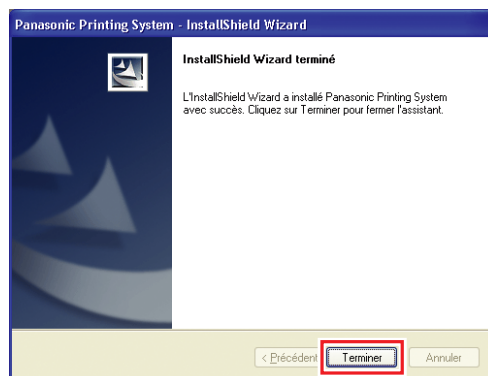 Panasonic Printing System - InstallShield Wizard
InstallShield Wizard terminé
L'InstallShield Wizard a installé Panasonic Printing System
avec succès. Cliquez sur Terminer pour fermer l'assistant.
< Précédent Terminer Annuler